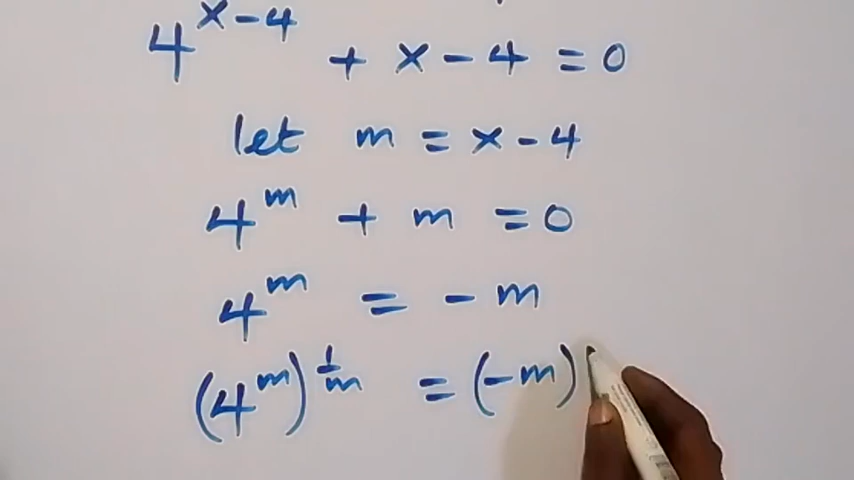 4^(x-4) + x - 4 = 0
let m = x - 4
4^m + m = 0
4^m = - m
(4^m)^(1/m) = (-m)